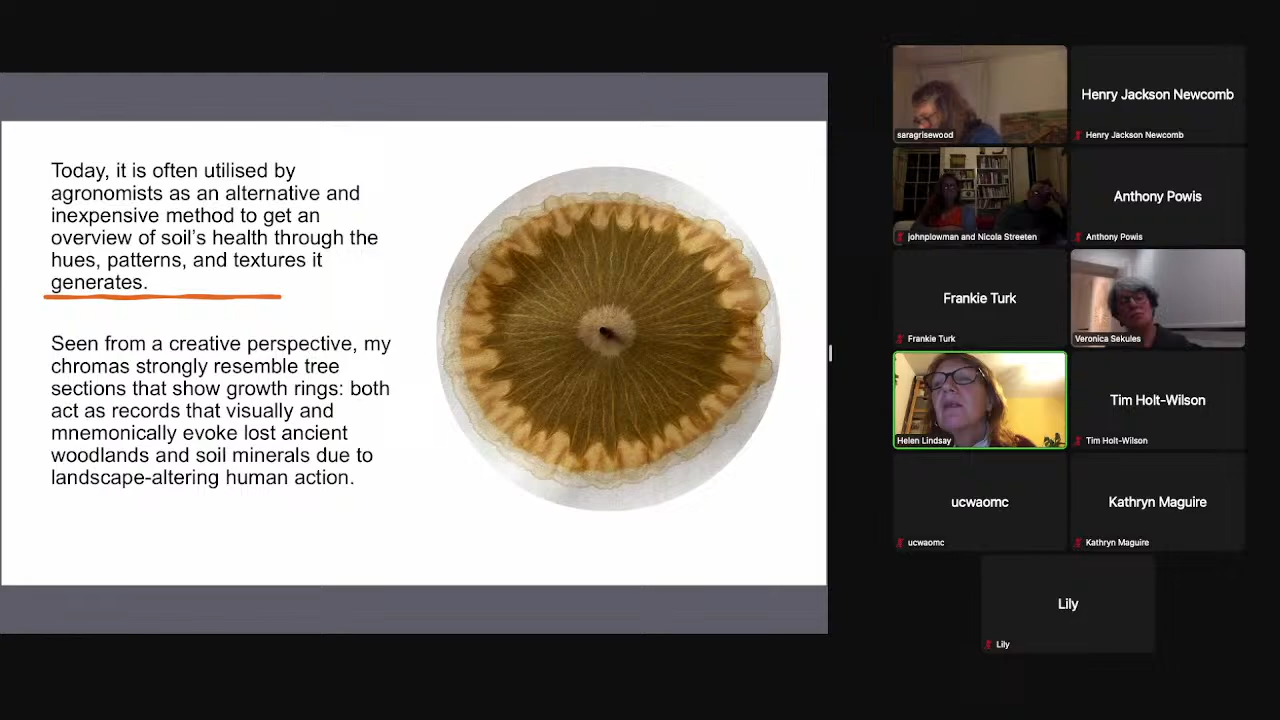 Today, it is often utilised by
agronomists as an alternative and
inexpensive method to get an
overview of soil's health through the
hues, patterns, and textures it
generates.
Seen from a creative perspective, my
chromas strongly resemble tree
sections that show growth rings: both
act as records that visually and
mnemonically evoke lost ancient
woodlands and soil minerals due to
landscape-altering human action.
saragrisewood
Henry Jackson Newcomb
Henry Jackson Newcomb
johnplowman and Nicola Streeten
Anthony Powis
Anthony Powis
Frankie Turk
Frankie Turk
Veronica Sekules
Helen Lindsay
Tim Holt-Wilson
Tim Holt-Wilson
ucwaomc
ucwaomc
Kathryn Maguire
Kathryn Maguire
Lily
Lily